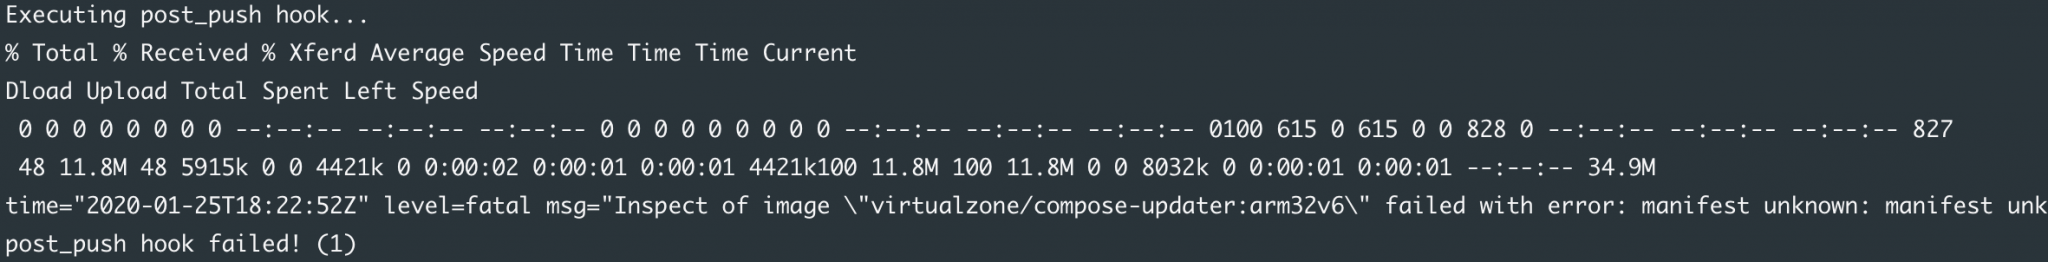 Executing post_push hook...
% Total % Received % Xferd Average Speed Time Time Time Current
Dload Upload Total Spent Left Speed
0 0 0 0 0 0 0 0 --:--:-- --:--:-- --:--:-- 0 0 0 0 0 0 0 0 0 --:--:-- --:--:-- --:--:-- 0100 615 0 615 0 0 828 0 --:--:-- --:--:-- --:--:-- 827
48 11.8M 48 5915k 0 0 4421k 0 0:00:02 0:00:01 0:00:01 4421k100 11.8M 100 11.8M 0 0 8032k 0 0:00:01 0:00:01 --:--:-- 34.9M
time="2020-01-25T18:22:52Z" level=fatal msg="Inspect of image \"virtualzone/compose-updater:arm32v6\" failed with error: manifest unknown: manifest unk
post_push hook failed! (1)